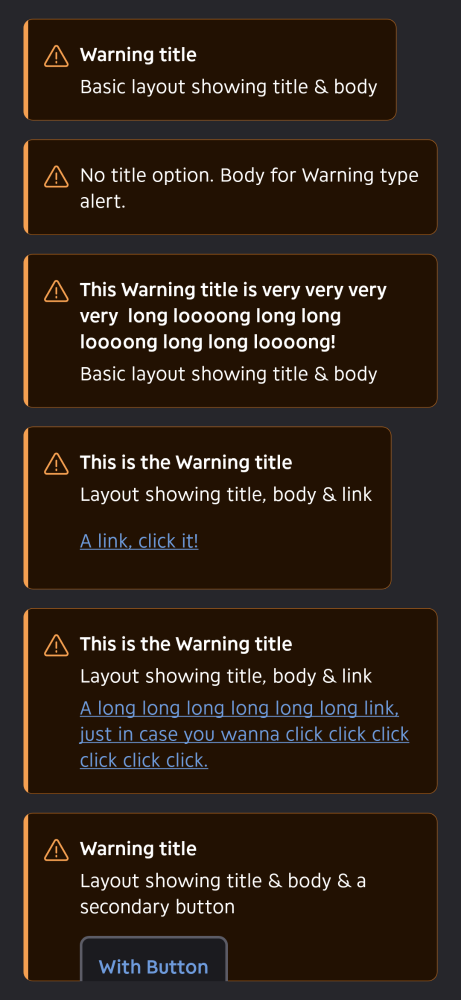 Warning title
Basic layout showing title & body
No title option. Body for Warning type
alert.
This Warning title is very very very
very  long loooong long long
loooong long long loooong!
Basic layout showing title & body
This is the Warning title
Layout showing title, body & link
A link, click it!
This is the Warning title
Layout showing title, body & link
A long long long long long long link,
just in case you wanna click click click
click click click.
Warning title
Layout showing title & body & a
secondary button
With Button